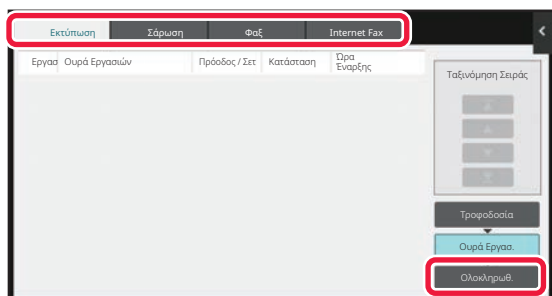 Εκτύπωση Σάρωση Φαξ Internet Fax
Εργασ Ουρά Εργασιών Πρόοδος / Σετ Κατάσταση Ώρα Έναρξης
Ταξινόμηση Σειράς
Τροφοδοσία
Ουρά Εργασ.
Ολοκληρωθ.